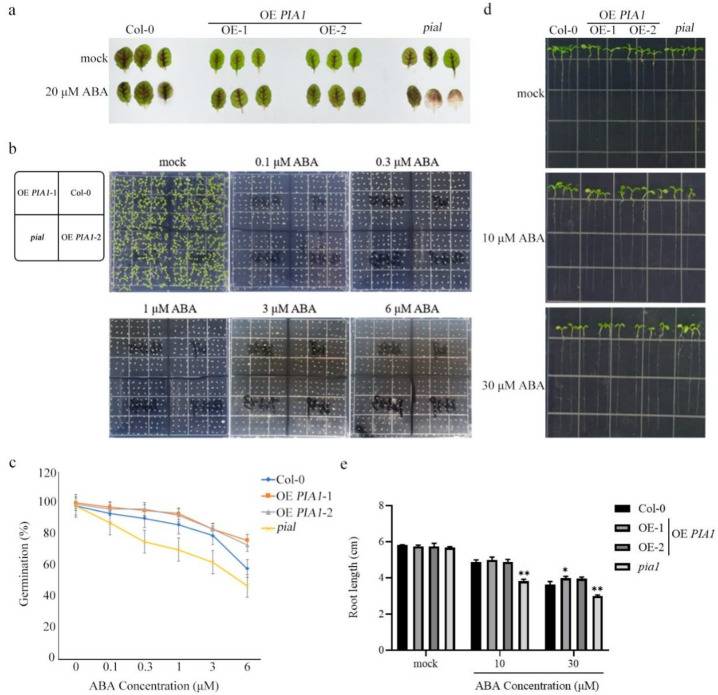 a
OE PIA1
Col-0 OE-1 OE-2 pial
mock
20 μM ABA
b
OE PIA1-1 Col-0
pial OE PIA1-2
mock 0.1 μM ABA 0.3 μM ABA
1 μM ABA 3 μM ABA 6 μM ABA
c
120
100
80
60
40
20
0
Germination (%)
Col-0
OE PIA1-1
OE PIA1-2
pial
0 0.1 0.3 1 3 6
ABA Concentration (μM)
d
OE PIA1
Col-0 OE-1 OE-2 pial
mock
10 μM ABA
30 μM ABA
e
Col-0
OE-1
OE-2
OE PIA1
pia1
8
6
4
2
0
Root length (cm)
**
*
**
mock 10 30
ABA Concentration (μM)